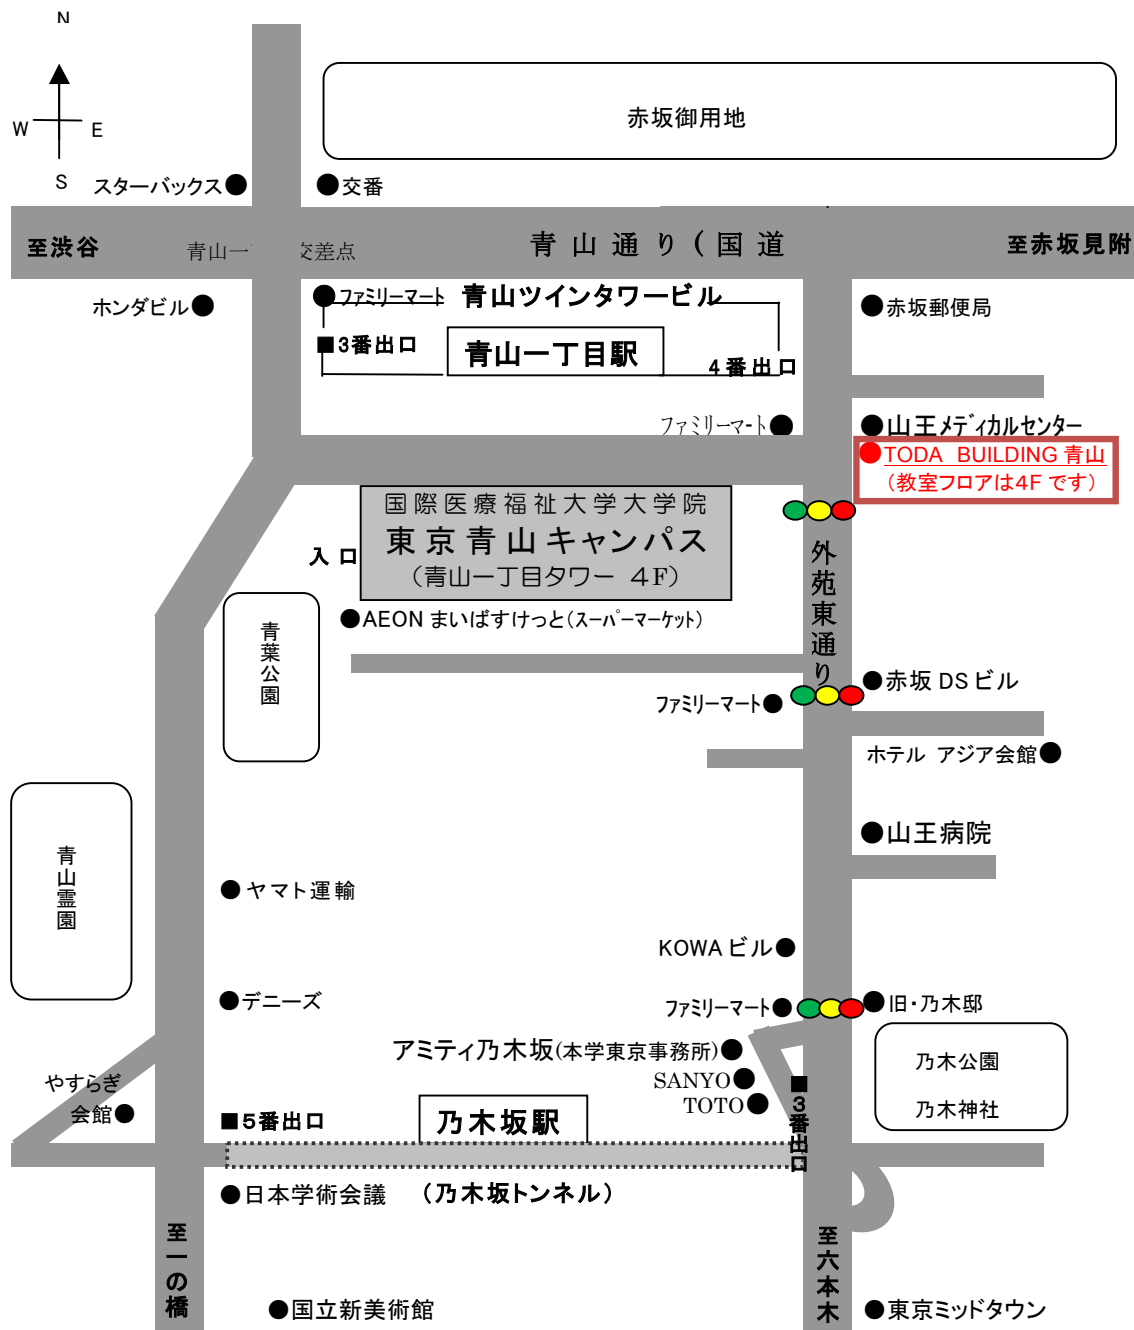 N
W
E
S
赤坂御用地
スターバックス
交番
至渋谷
青山一
交差点
青山通り(国道
至赤坂見附
ホンダビル
ファミリーマート
青山ツインタワービル
赤坂郵便局
■3番出口
青山一丁目駅
4番出口
ファミリーマート
山王メディカルセンター
TODA BUILDING 青山
(教室フロアは4F です)
国際医療福祉大学大学院
東京青山キャンパス
(青山一丁目タワー 4F)
入口
外苑東通り
AEON まいばすけっと(スーパーマーケット)
青葉公園
赤坂 DS ビル
ファミリーマート
ホテル アジア会館
山王病院
青山霊園
ヤマト運輸
KOWA ビル
デニーズ
ファミリーマート
旧・乃木邸
アミティ乃木坂(本学東京事務所)
乃木公園
SANYO
やすらぎ
会館
TOTO
■3番出口
乃木神社
■5番出口
乃木坂駅
日本学術会議
(乃木坂トンネル)
至一の橋
至六本木
国立新美術館
東京ミッドタウン